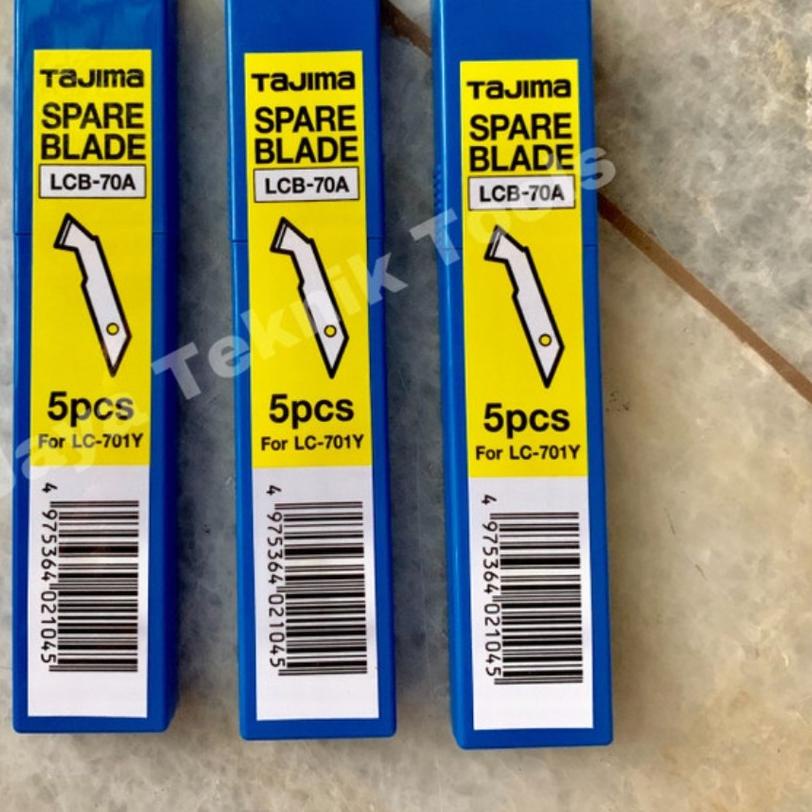 TaJIma
SPARE
BLADE
LCB-70A
5pcs
For LC-701Y
4 975364 021045
TaJIma
SPARE
BLADE
LCB-70A
5pcs
For LC-701Y
4 975364 021045
TaJIma
SPARE
BLADE
LCB-70A
5pcs
For LC-701Y
4 975364 021045
Jaya Teknik Tools